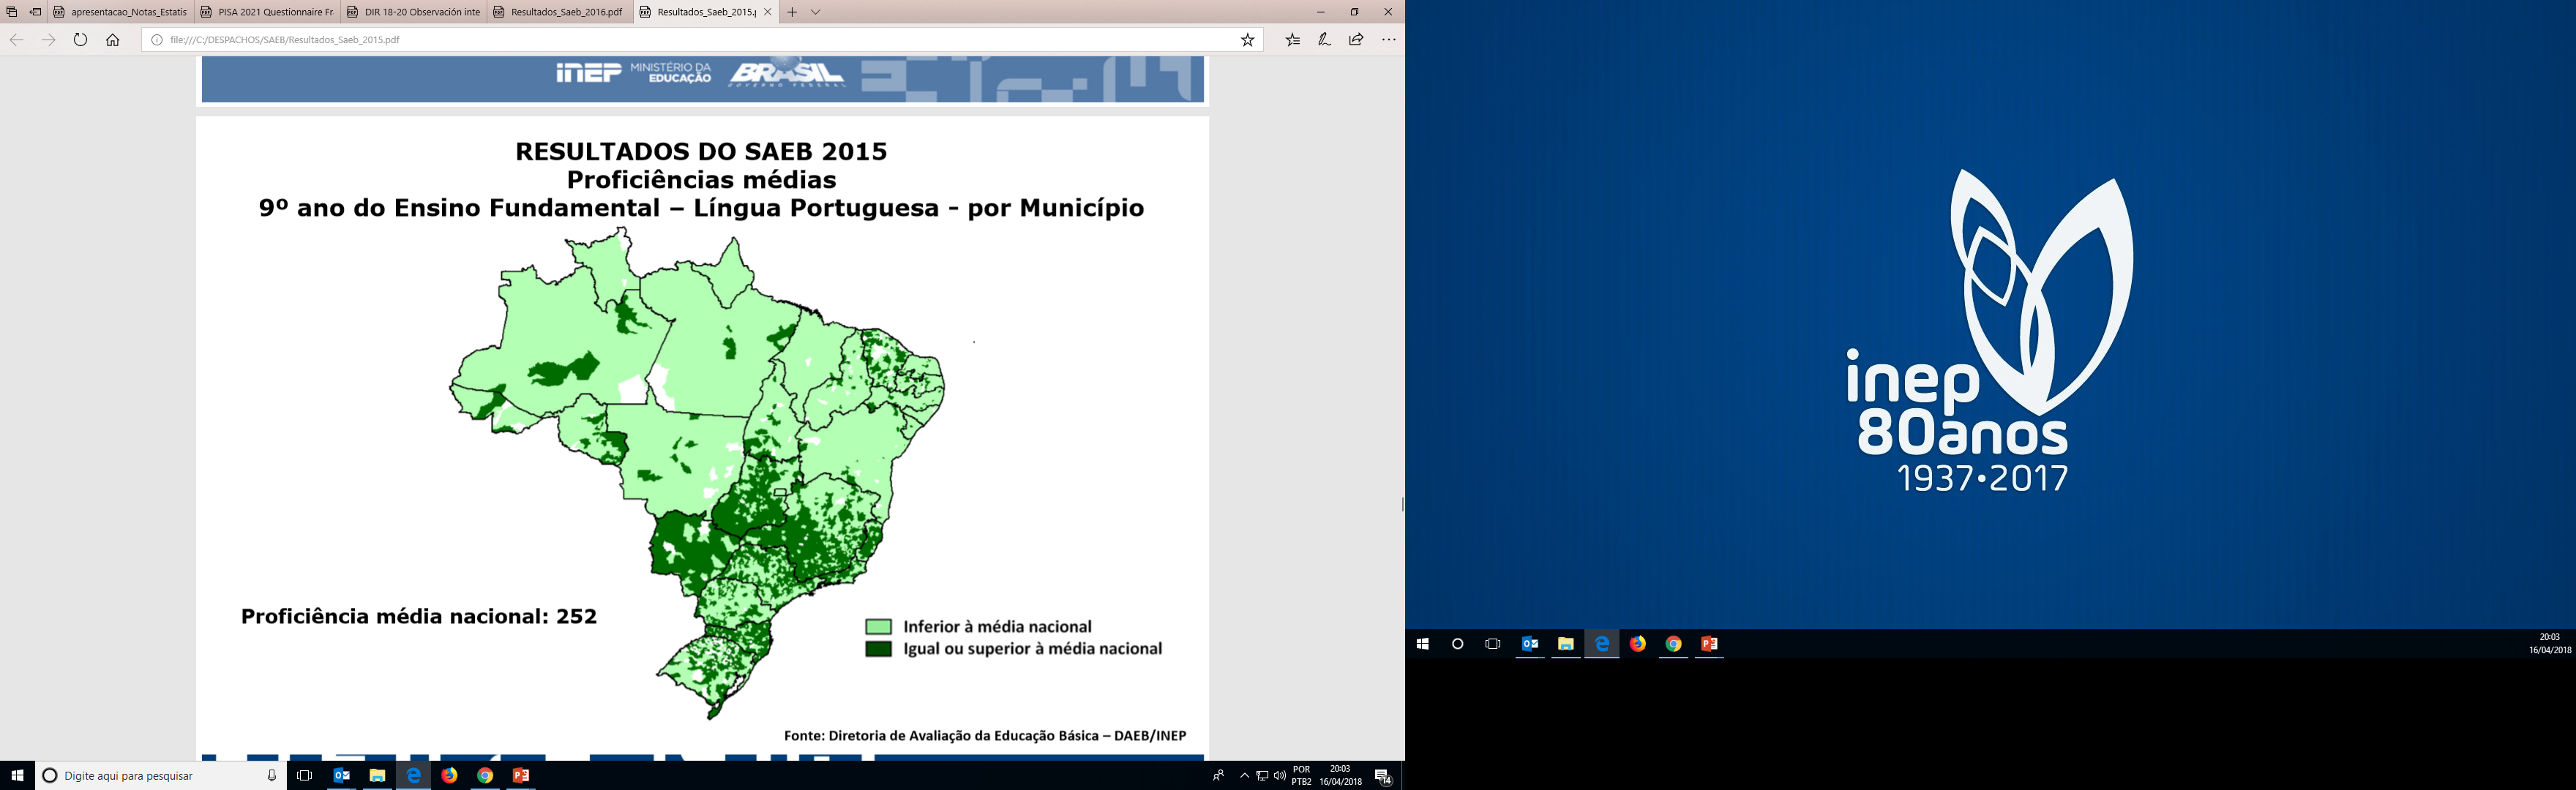 apresentacao_Notas_Estatis
PISA 2021 Questionnaire Fr
DIR 18-20 Observación inte
Resultados_Saeb_2016.pdf
Resultados_Saeb_2015.p
file:///C:/DESPACHOS/SAEB/Resultados_Saeb_2015.pdf
inep MINISTÉRIO DA EDUCAÇÃO BRASIL
GOVERNO FEDERAL
RESULTADOS DO SAEB 2015
Proficiências médias
9º ano do Ensino Fundamental – Língua Portuguesa - por Município
Proficiência média nacional: 252
Inferior à média nacional
Igual ou superior à média nacional
Fonte: Diretoria de Avaliação da Educação Básica – DAEB/INEP
Digite aqui para pesquisar
POR
PTB2
20:03
16/04/2018
14
inep
80anos
1937•2017
20:03
16/04/2018